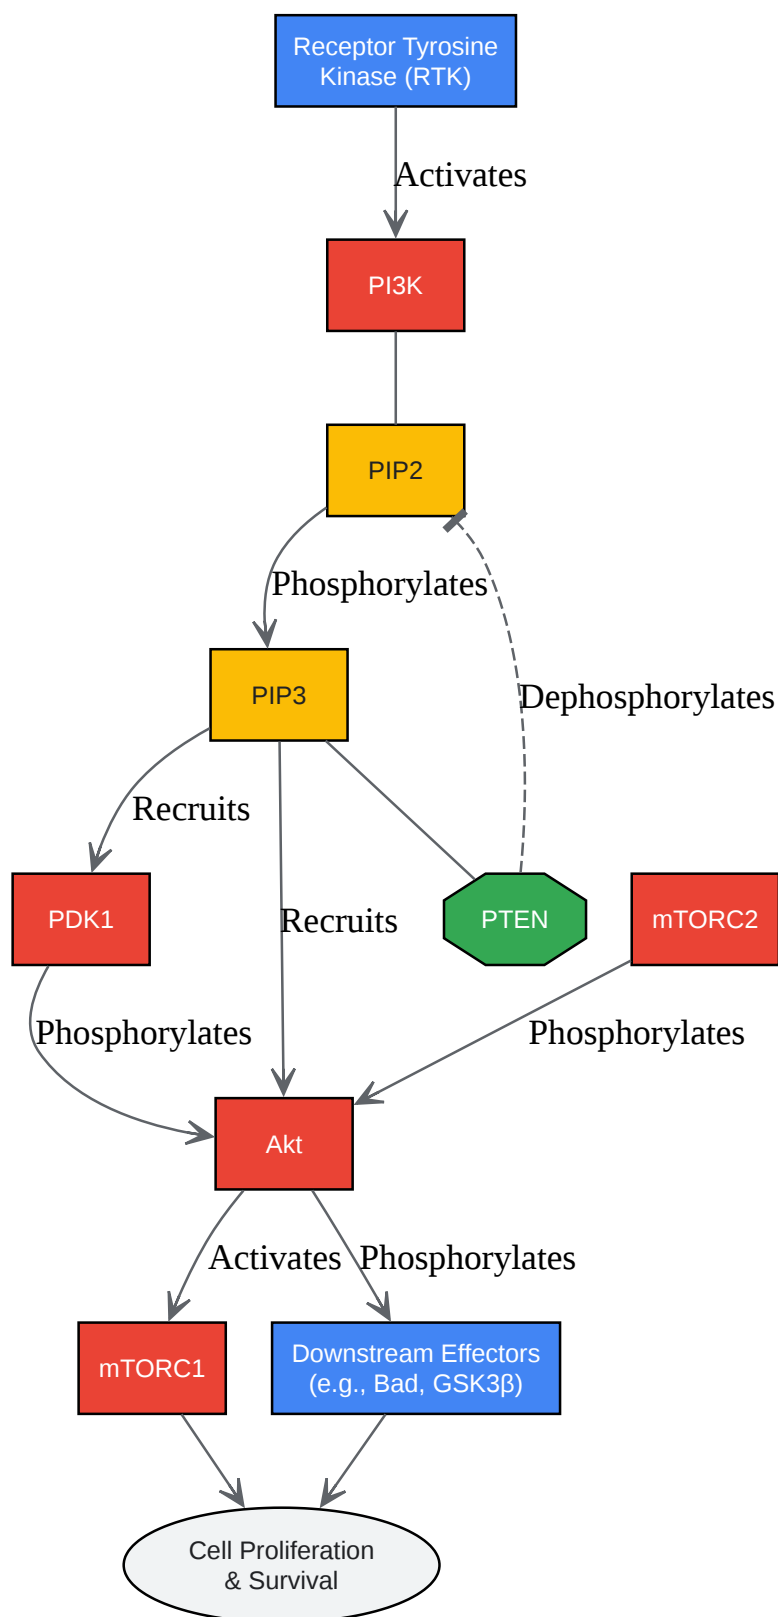 Receptor Tyrosine
Kinase (RTK)
Activates
PI3K
PIP2
Phosphorylates
PIP3
Dephosphorylates
Recruits
PDK1
Recruits
PTEN
mTORC2
Phosphorylates
Phosphorylates
Akt
Activates
Phosphorylates
mTORC1
Downstream Effectors
(e.g., Bad, GSK3β)
Cell Proliferation
& Survival